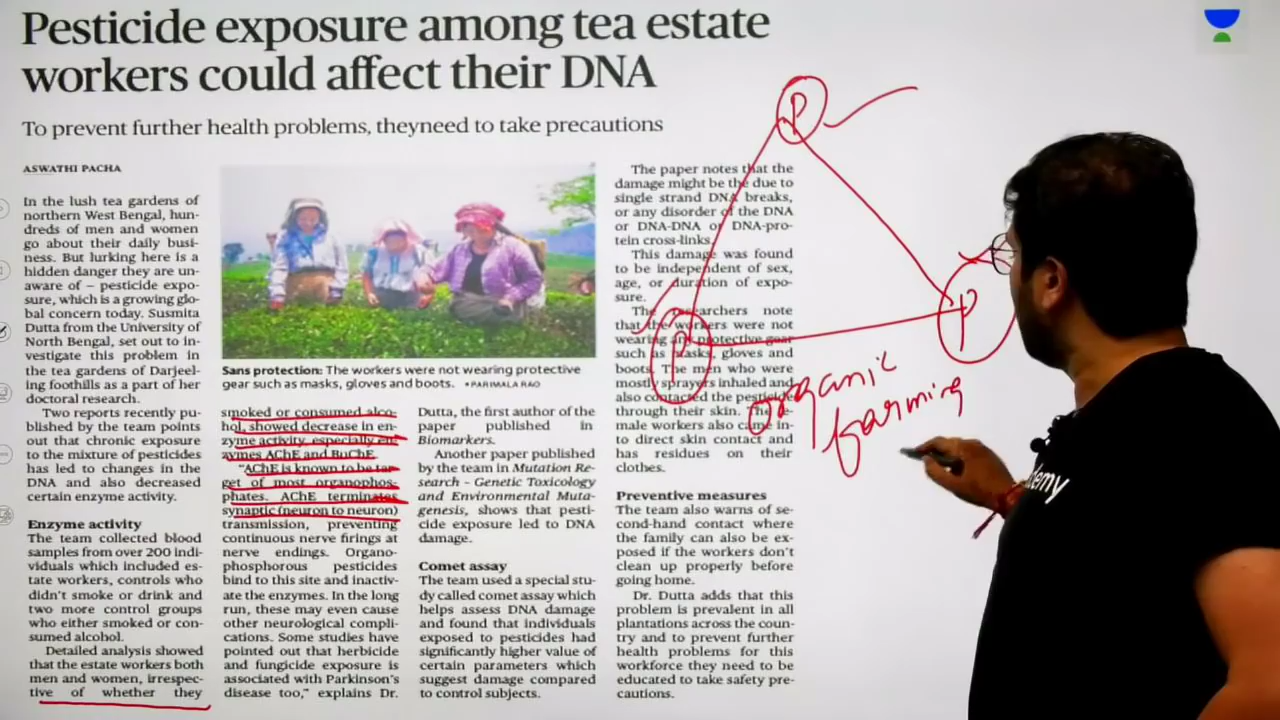 Pesticide exposure among tea estate
workers could affect their DNA
To prevent further health problems, theyneed to take precautions
ASWATHI PACHA
In the lush tea gardens of
northern West Bengal, hun-
dreds of men and women
go about their daily busi-
ness. But lurking here is a
hidden danger they are un-
aware of – pesticide expo-
sure, which is a growing glo-
bal concern today. Susmita
Dutta from the University of
North Bengal, set out to in-
vestigate this problem in
the tea gardens of Darjeel-
ing foothills as a part of her
doctoral research.
Two reports recently pu-
blished by the team points
out that chronic exposure
to the mixture of pesticides
has led to changes in the
DNA and also decreased
certain enzyme activity.
Enzyme activity
The team collected blood
samples from over 200 indi-
viduals which included es-
tate workers, controls who
didn't smoke or drink and
two more control groups
who either smoked or con-
sumed alcohol.
Detailed analysis showed
that the estate workers both
men and women, irrespec-
tive of whether they
Sans protection: The workers were not wearing protective
gear such as masks, gloves and boots. • PARIMALA RAO
smoked or consumed alco-
hol, showed decrease in en-
zyme activity, especially en-
zymes AChE and BuChE.
"AChE is known to be tar-
get of most organophos-
phates. AChE terminates
synaptic (neuron to neuron)
transmission, preventing
continuous nerve firings at
nerve endings. Organo-
phosphorous pesticides
bind to this site and inactiv-
ate the enzymes. In the long
run, these may even cause
other neurological compli-
cations. Some studies have
pointed out that herbicide
and fungicide exposure is
associated with Parkinson's
disease too," explains Dr.
Dutta, the first author of the
paper published in
Biomarkers.
Another paper published
by the team in Mutation Re-
search – Genetic Toxicology
and Environmental Muta-
genesis, shows that pesti-
cide exposure led to DNA
damage.
Comet assay
The team used a special stu-
dy called comet assay which
helps assess DNA damage
and found that individuals
exposed to pesticides had
significantly higher value of
certain parameters which
suggest damage compared
to control subjects.
The paper notes that the
damage might be the due to
single strand DNA breaks,
or any disorder of the DNA
or DNA-DNA or DNA-pro-
tein cross-links.
This damage was found
to be independent of sex,
age, or duration of expo-
sure.
The researchers note
that the workers were not
wearing any protective gear
such as masks, gloves and
boots. The men who were
mostly sprayers inhaled and
also contacted the pesticide
through their skin. The fe-
male workers also came in-
to direct skin contact and
has residues on their
clothes.
Preventive measures
The team also warns of se-
cond-hand contact where
the family can also be ex-
posed if the workers don't
clean up properly before
going home.
Dr. Dutta adds that this
problem is prevalent in all
plantations across the coun-
try and to prevent further
health problems for this
workforce they need to be
educated to take safety pre-
cautions.
P
P
P
organic
farming
demy